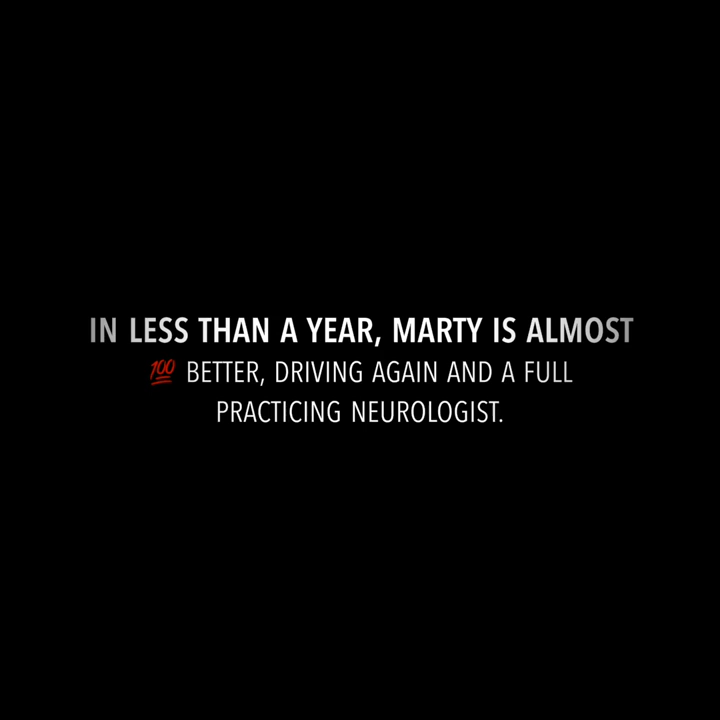 IN LESS THAN A YEAR, MARTY IS ALMOST
💯 BETTER, DRIVING AGAIN AND A FULL
PRACTICING NEUROLOGIST.